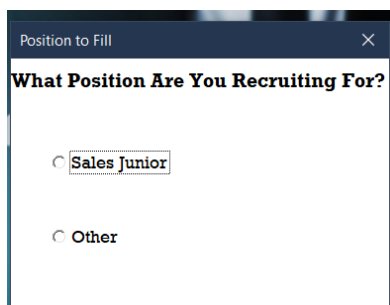 Position to Fill
What Position Are You Recruiting For?
Sales Junior
Other